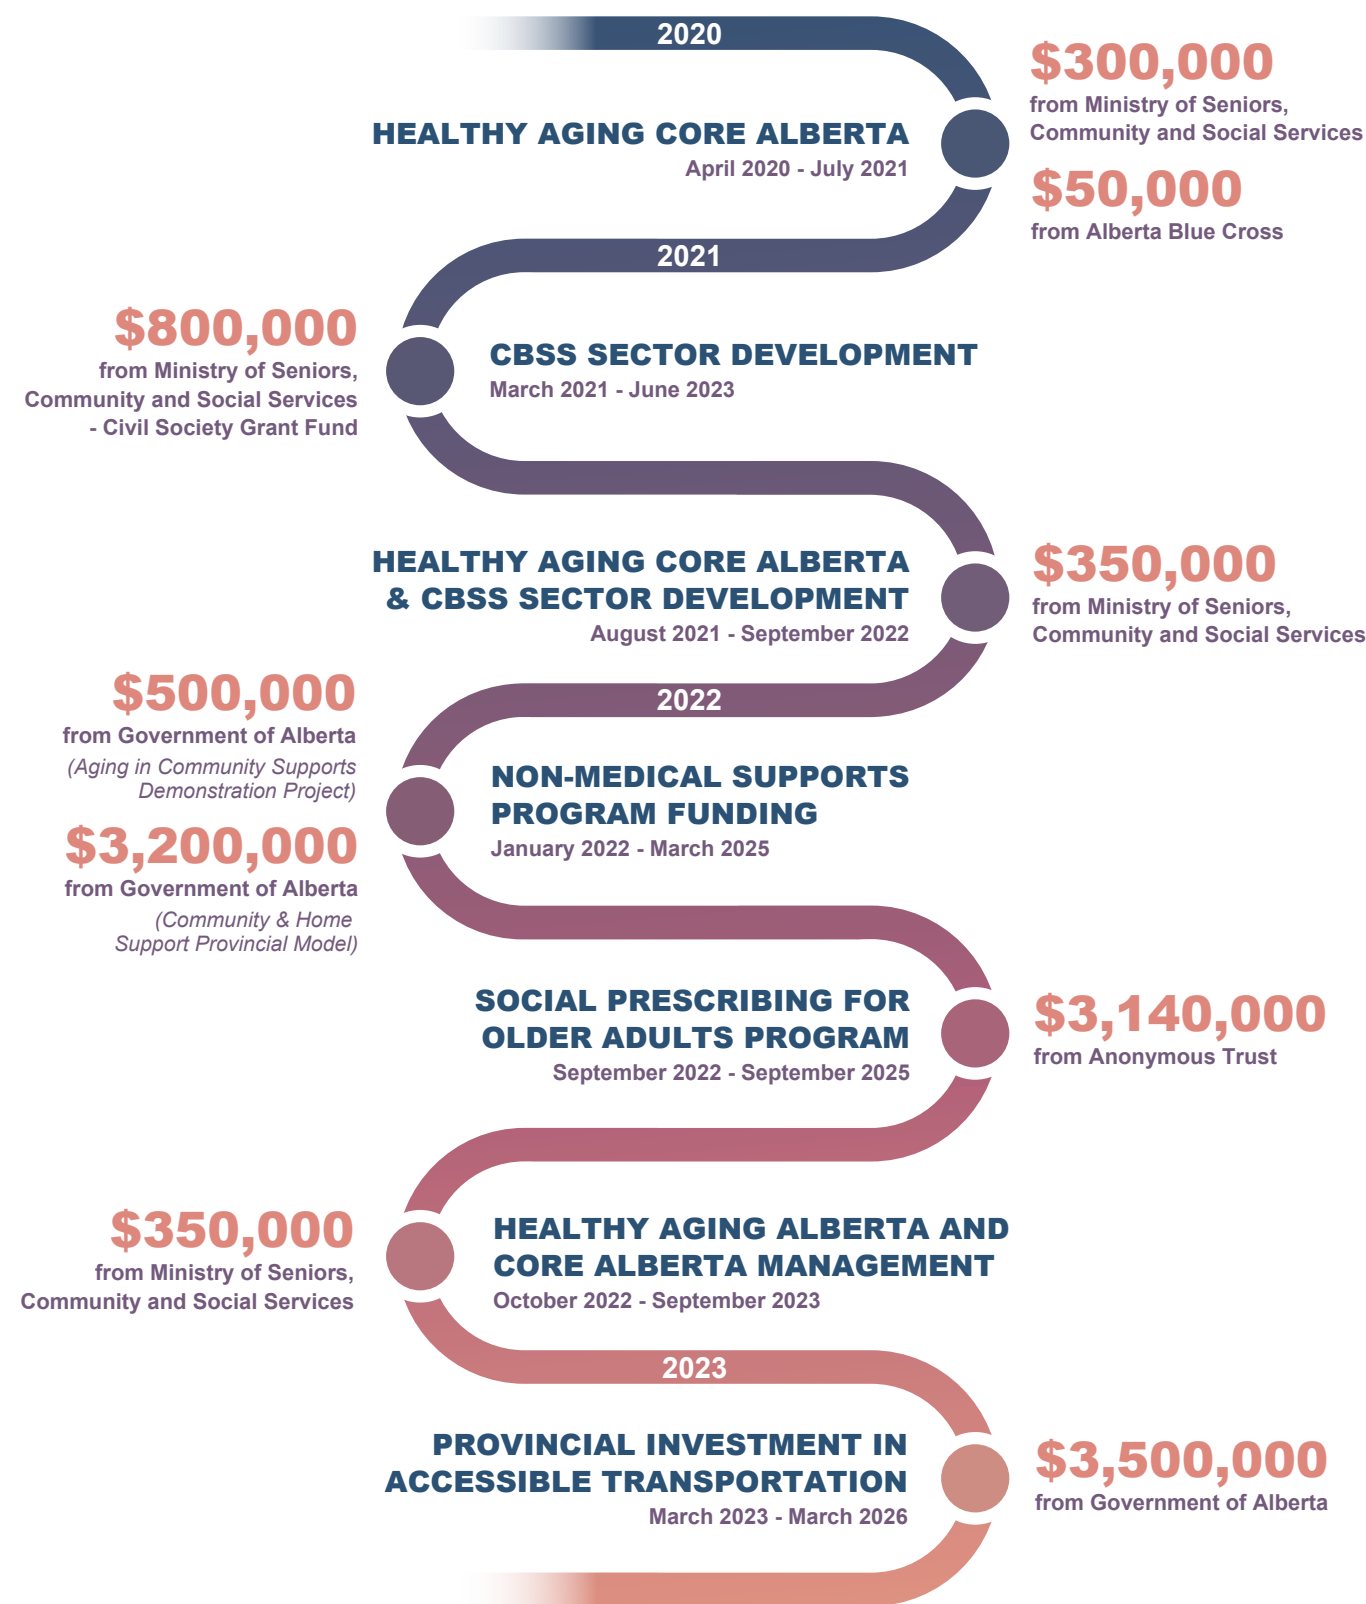 2020
HEALTHY AGING CORE ALBERTA
April 2020 - July 2021
$300,000
from Ministry of Seniors,
Community and Social Services
$50,000
from Alberta Blue Cross
2021
$800,000
from Ministry of Seniors,
Community and Social Services
- Civil Society Grant Fund
CBSS SECTOR DEVELOPMENT
March 2021 - June 2023
HEALTHY AGING CORE ALBERTA
& CBSS SECTOR DEVELOPMENT
August 2021 - September 2022
$350,000
from Ministry of Seniors,
Community and Social Services
2022
$500,000
from Government of Alberta
(Aging in Community Supports
Demonstration Project)
$3,200,000
from Government of Alberta
(Community & Home
Support Provincial Model)
NON-MEDICAL SUPPORTS
PROGRAM FUNDING
January 2022 - March 2025
SOCIAL PRESCRIBING FOR
OLDER ADULTS PROGRAM
September 2022 - September 2025
$3,140,000
from Anonymous Trust
$350,000
from Ministry of Seniors,
Community and Social Services
HEALTHY AGING ALBERTA AND
CORE ALBERTA MANAGEMENT
October 2022 - September 2023
2023
PROVINCIAL INVESTMENT IN
ACCESSIBLE TRANSPORTATION
March 2023 - March 2026
$3,500,000
from Government of Alberta